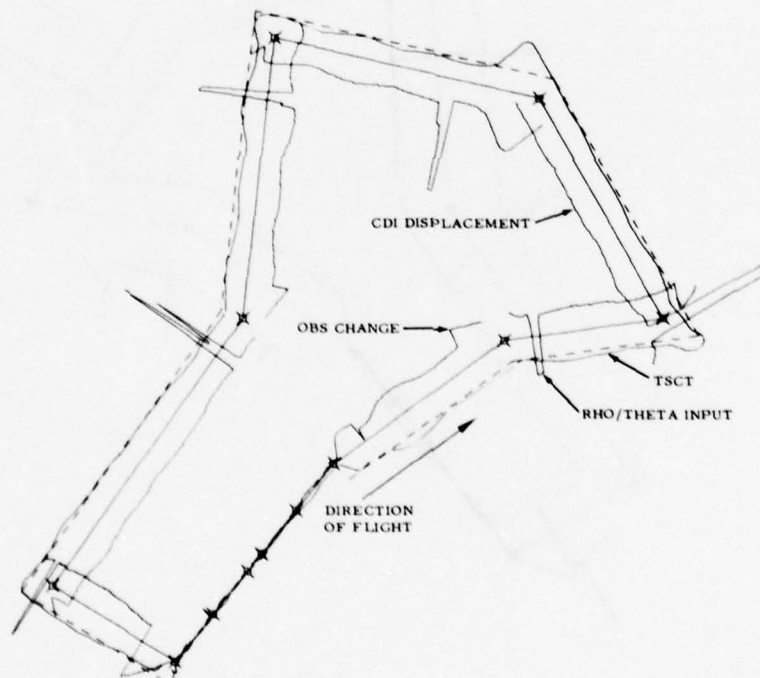 CDI DISPLACEMENT
OBS CHANGE
TSCT
RHO/THETA INPUT
DIRECTION
OF FLIGHT